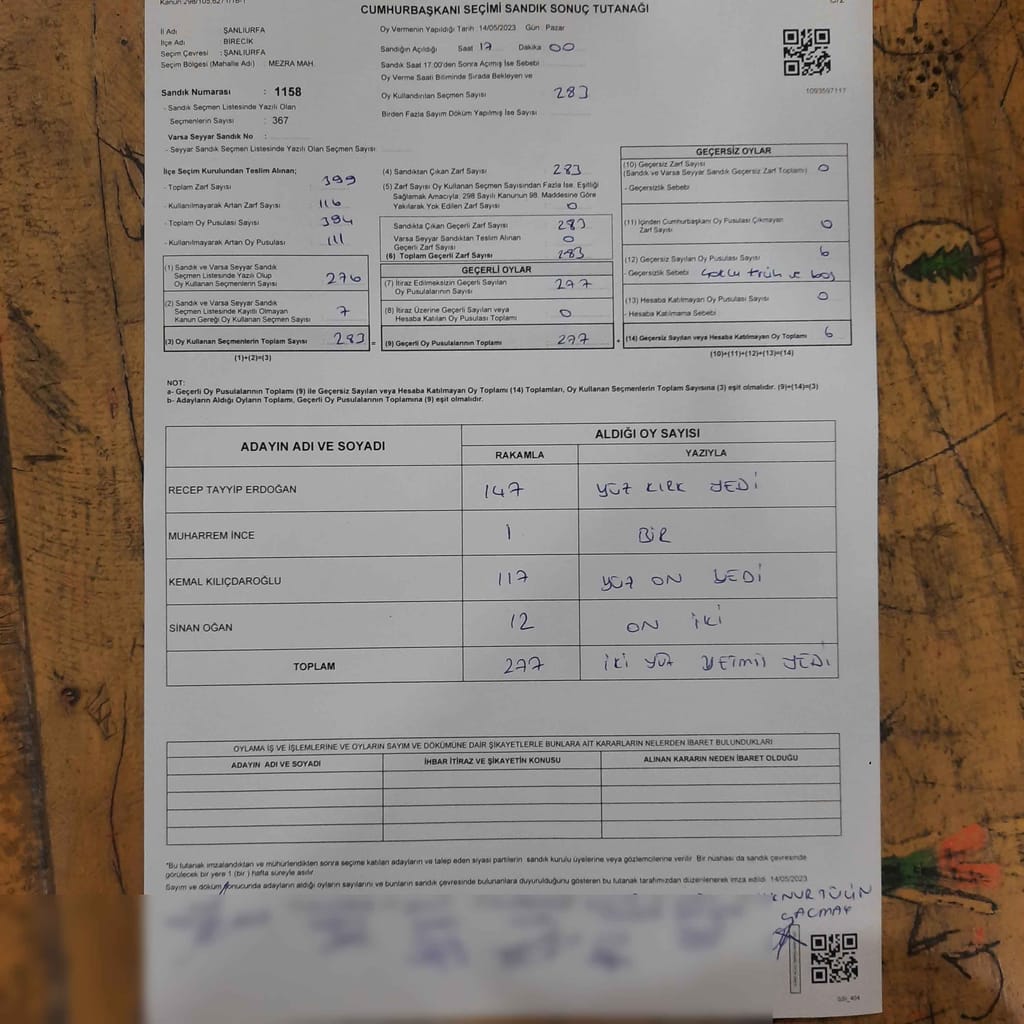 CUMHURBAŞKANI SEÇİMİ SANDIK SONUÇ TUTANAĞI
İl Adı : ŞANLIURFA
İlçe Adı : BİRECİK
Seçim Çevresi : ŞANLIURFA
Seçim Bölgesi (Mahalle Adı) : MEZRA MAH.
Sandık Numarası : 1158
- Sandık Seçmen Listesinde Yazılı Olan
Seçmenlerin Sayısı : 367
Varsa Seyyar Sandık No :
- Seyyar Sandık Seçmen Listesinde Yazılı Olan Seçmen Sayısı:
Oy Vermenin Yapıldığı Tarih : 14/05/2023 Gün : Pazar
Sandığın Açıldığı Saat 17 Dakika 00
Sandık Saat 17:00'den Sonra Açmış İse Sebebi
Oy Verme Saati Bitiminde Sırada Bekleyen ve
Oy Kullandırılan Seçmen Sayısı 283
Birden Fazla Sayım Döküm Yapılmış İse Sayısı
1093597117
İlçe Seçim Kurulundan Teslim Alınan;
- Toplam Zarf Sayısı 399
- Kullanılmayarak Artan Zarf Sayısı 116
- Toplam Oy Pusulası Sayısı 394
- Kullanılmayarak Artan Oy Pusulası 111
(1) Sandık ve Varsa Seyyar Sandık
Seçmen Listesinde Yazılı Olup
Oy Kullanan Seçmenlerin Sayısı 276
(2) Sandık ve Varsa Seyyar Sandık
Seçmen Listesinde Kayıtlı Olmayan
Kanun Gereği Oy Kullanan Seçmen Sayısı 7
(3) Oy Kullanan Seçmenlerin Toplam Sayısı 283 =
(1)+(2)=(3)
(4) Sandıktan Çıkan Zarf Sayısı 283
(5) Zarf Sayısı Oy Kullanan Seçmen Sayısından Fazla İse, Eşitliği
Sağlamak Amacıyla; 298 Sayılı Kanunun 98. Maddesine Göre
Yakılarak Yok Edilen Zarf Sayısı 0
Sandıkta Çıkan Geçerli Zarf Sayısı 283
Varsa Seyyar Sandıktan Teslim Alınan
Geçerli Zarf Sayısı 0
(6) Toplam Geçerli Zarf Sayısı 283
GEÇERLİ OYLAR
(7) İtiraz Edilmeksizin Geçerli Sayılan
Oy Pusulalarının Sayısı 277
(8) İtiraz Üzerine Geçerli Sayılan veya
Hesaba Katılan Oy Pusulası Toplamı 0
(9) Geçerli Oy Pusulalarının Toplamı 277 +
GEÇERSİZ OYLAR
(10) Geçersiz Zarf Sayısı
(Sandık ve Varsa Seyyar Sandık Geçersiz Zarf Toplamı) 0
- Geçersizlik Sebebi
(11) İçinden Cumhurbaşkanı Oy Pusulası Çıkmayan
Zarf Sayısı 0
(12) Geçersiz Sayılan Oy Pusulası Sayısı 6
- Geçersizlik Sebebi ve boş
(13) Hesaba Katılmayan Oy Pusulası Sayısı 0
- Hesaba Katılmama Sebebi
(14) Geçersiz Sayılan veya Hesaba Katılmayan Oy Toplamı 6
(10)+(11)+(12)+(13)=(14)
NOT:
a- Geçerli Oy Pusulalarının Toplamı (9) ile Geçersiz Sayılan veya Hesaba Katılmayan Oy Toplamı (14) Toplamları, Oy Kullanan Seçmenlerin Toplam Sayısına (3) eşit olmalıdır. (9)+(14)=(3)
b- Adayların Aldığı Oyların Toplamı, Geçerli Oy Pusulalarının Toplamına (9) eşit olmalıdır.
ADAYIN ADI VE SOYADI
ALDIĞI OY SAYISI
RAKAMLA YAZIYLA
RECEP TAYYİP ERDOĞAN 147 YÜZ KIRK YEDİ
MUHARREM İNCE 1 BİR
KEMAL KILIÇDAROĞLU 117 YÜZ ON YEDİ
SİNAN OĞAN 12 ON İKİ
TOPLAM 277 İKİ YÜZ YETMİŞ YEDİ
OYLAMA İŞ VE İŞLEMLERİNE VE OYLARIN SAYIM VE DÖKÜMÜNE DAİR ŞİKAYETLERLE BUNLARA AİT KARARLARIN NELERDEN İBARET BULUNDUKLARI
ADAYIN ADI VE SOYADI İHBAR İTİRAZ VE ŞİKAYETİN KONUSU ALINAN KARARIN NEDEN İBARET OLDUĞU
*Bu tutanak imzalandıktan ve mühürlendikten sonra seçime katılan adayların ve talep eden siyasi partilerin sandık kurulu üyelerine veya gözlemcilerine verilir. Bir nüshası da sandık çevresinde
görülecek bir yere 1 (bir) hafta süreyle asılır.
Sayım ve döküm sonucunda adayların aldığı oyların sayılarını ve bunların sandık çevresinde bulunanlara duyurulduğunu gösteren bu tutanak tarafımızdan düzenlenerek imza edildi. 14/05/2023